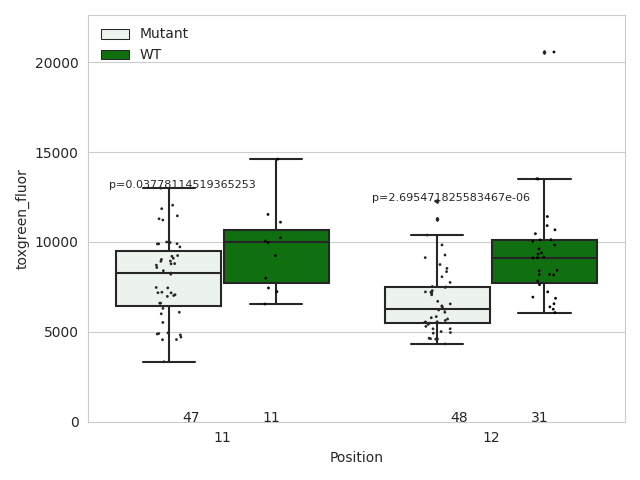 Mutant
WT
20000
15000
10000
5000
0
toxgreen_fluor
p=0.03778114519365253
p=2.695471825583467e-06
47 11 48 31
11 12
Position